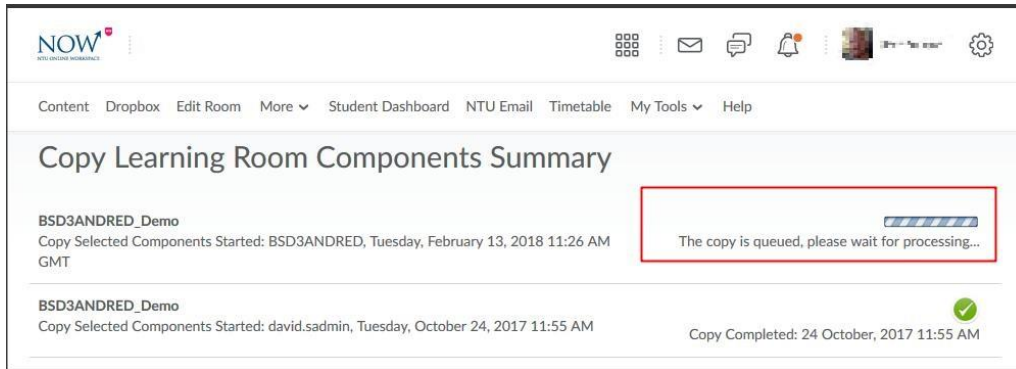 NOW
NTU ONLINE WORKSPACE
Content Dropbox Edit Room More Student Dashboard NTU Email Timetable My Tools Help
Copy Learning Room Components Summary
BSD3ANDRED_Demo
Copy Selected Components Started: BSD3ANDRED, Tuesday, February 13, 2018 11:26 AM
GMT
The copy is queued, please wait for processing...
BSD3ANDRED_Demo
Copy Selected Components Started: david.sadmin, Tuesday, October 24, 2017 11:55 AM
Copy Completed: 24 October, 2017 11:55 AM